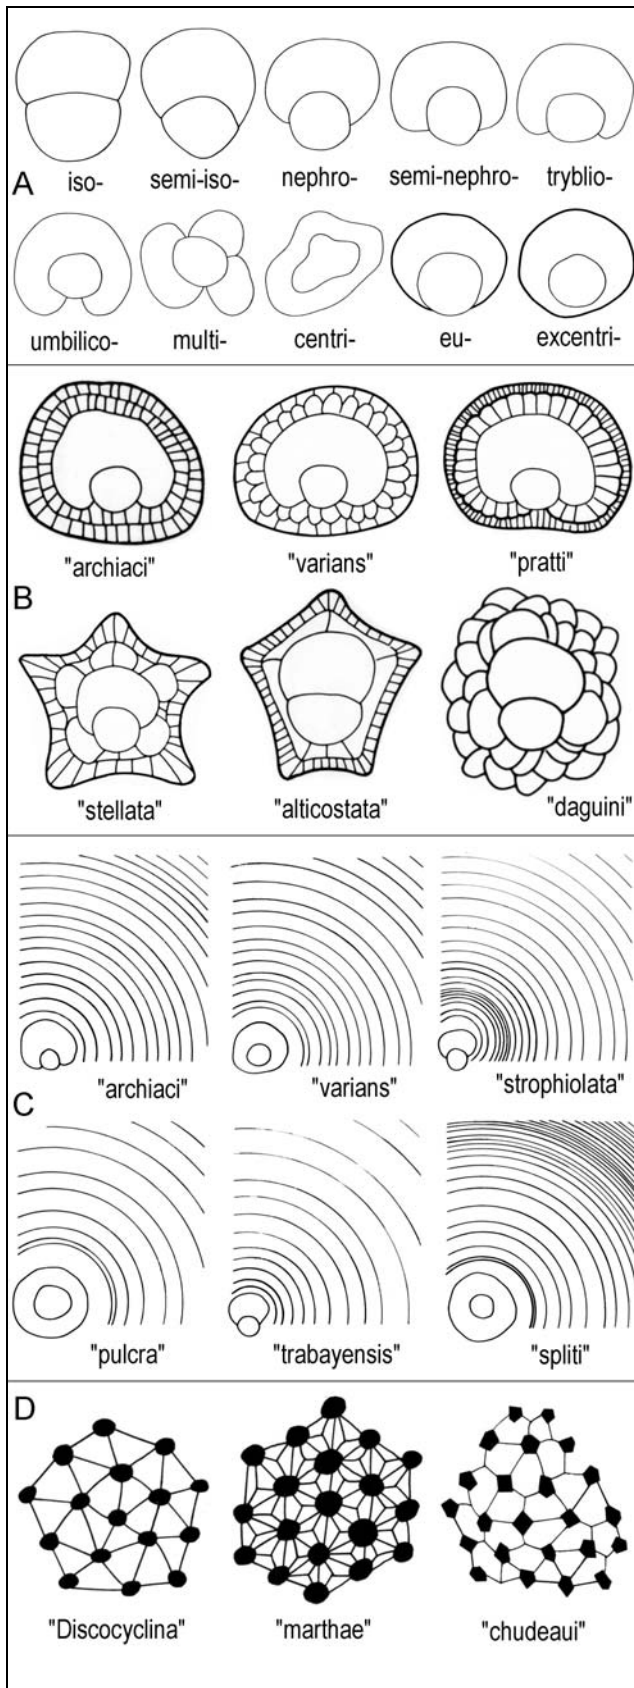 iso- semi-iso- nephro- semi-nephro- tryblio-
A
umbilico- multi- centri- eu- excentri-
"archiaci" "varians" "pratti"
B
"stellata" "alticostata" "daguini"
"archiaci" "varians" "strophiolata"
C
"pulcra" "trabayensis" "spliti"
D
"Discocyclina" "marthae" "chudeaui"